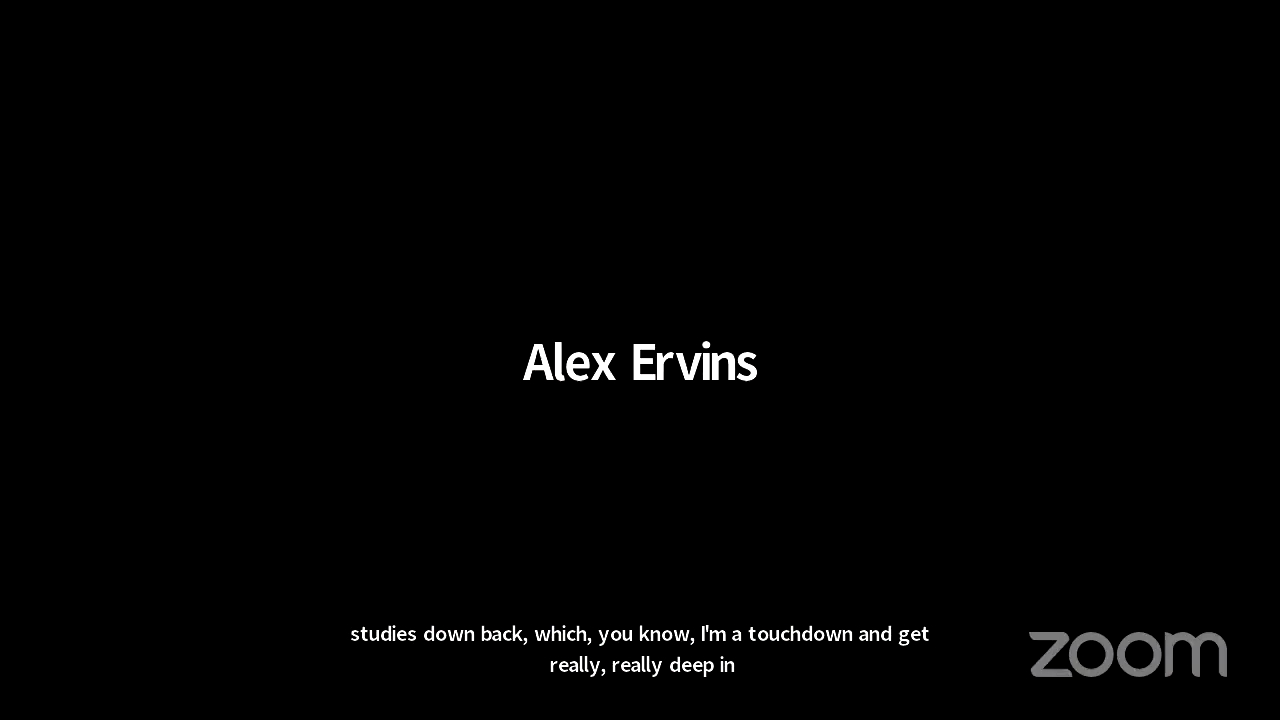 Alex Ervins
studies down back, which, you know, I'm a touchdown and get
really, really deep in
zoom